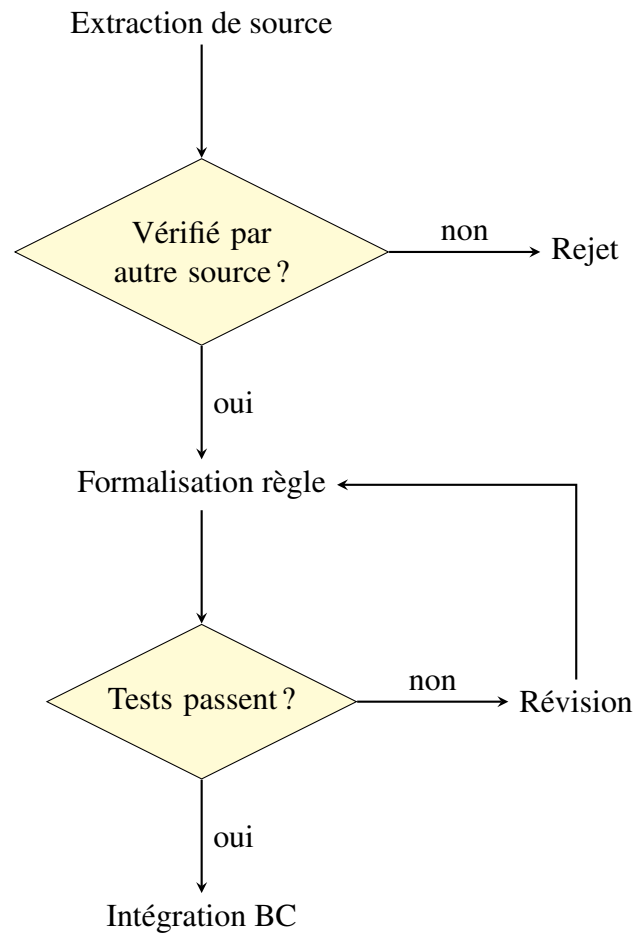 Extraction de source
Vérifié par
autre source ?
non
Rejet
oui
Formalisation règle
Tests passent ?
non
Révision
oui
Intégration BC